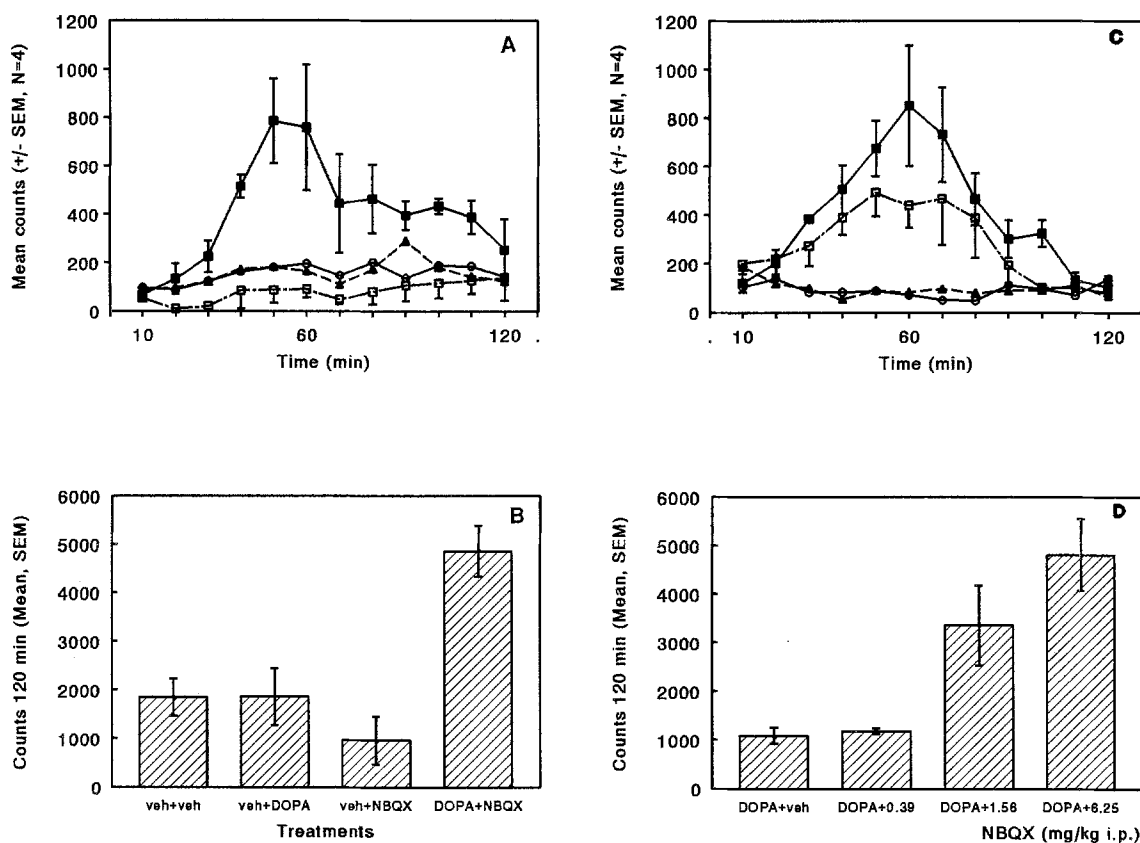 A
Mean counts (+/- SEM, N=4)
1200
1000
800
600
400
200
0
10
60
120
Time (min)
C
Mean counts (+/- SEM, N=4)
1200
1000
800
600
400
200
0
10
60
120
Time (min)
B
Counts 120 min (Mean, SEM)
6000
5000
4000
3000
2000
1000
0
veh+veh
veh+DOPA
veh+NBQX
DOPA+NBQX
Treatments
D
Counts 120 min (Mean, SEM)
6000
5000
4000
3000
2000
1000
0
DOPA+veh
DOPA+0.39
DOPA+1.56
DOPA+6.25
NBQX (mg/kg i.p.)